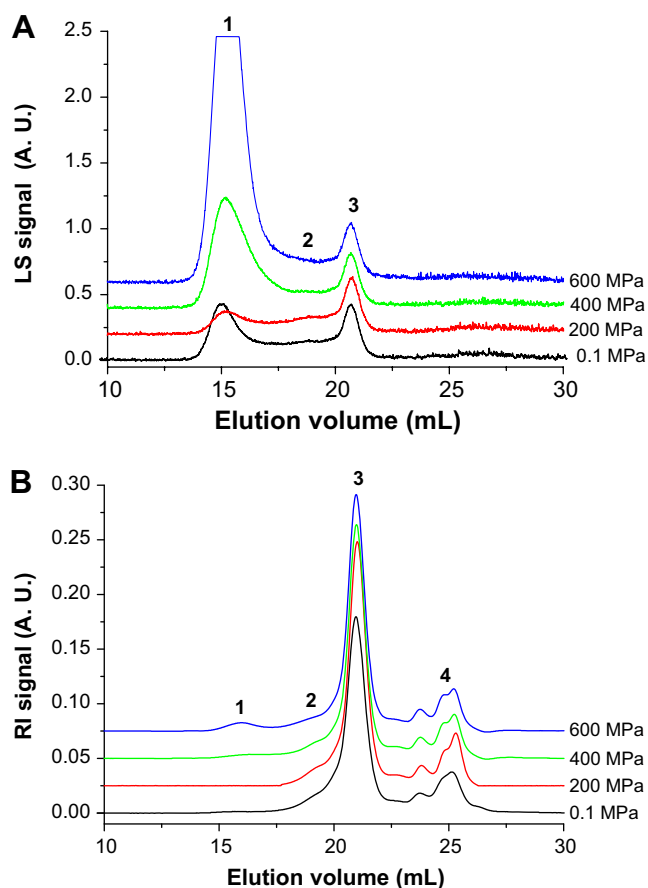 A
1
2.5
2.0
1.5
1.0
0.5
0.0
LS signal (A. U.)
2
3
600 MPa
400 MPa
200 MPa
0.1 MPa
10
15
20
25
30
Elution volume (mL)
B
3
0.30
0.25
0.20
0.15
0.10
0.05
0.00
RI signal (A. U.)
1
2
4
600 MPa
400 MPa
200 MPa
0.1 MPa
10
15
20
25
30
Elution volume (mL)